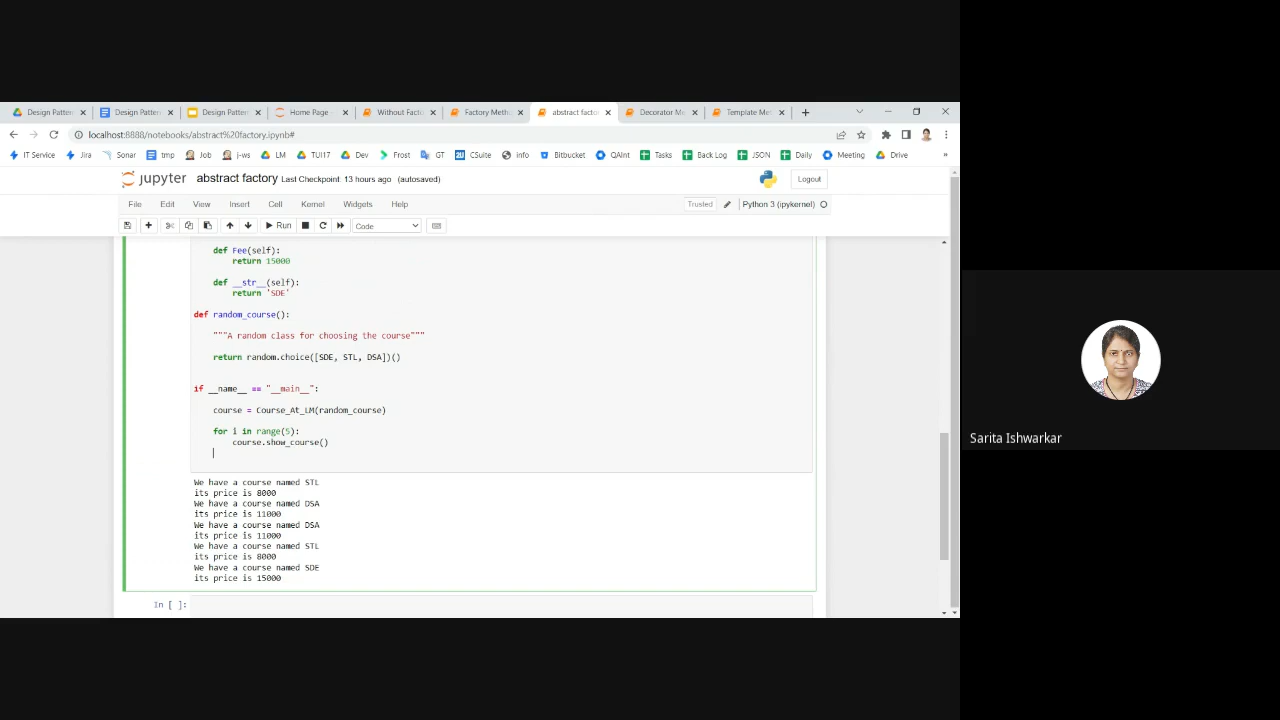 Design Patter
Design Patter
Design Patter
Home Page -
Without Facto
Factory Meth
abstract facto
Decorator Me
Template Met
localhost:8888/notebooks/abstract%20factory.ipynb#
IT Service
Jira
Sonar
tmp
Job
j-ws
LM
TUI17
Dev
Frost
GT
CSuite
info
Bitbucket
QAInt
Tasks
Back Log
JSON
Daily
Meeting
Drive
»
jupyter abstract factory Last Checkpoint: 13 hours ago (autosaved)
Logout
File Edit View Insert Cell Kernel Widgets Help
Trusted
Python 3 (ipykernel)
Run
Code
def Fee(self):
return 15000
def __str__(self):
return 'SDE'
def random_course():
"""A random class for choosing the course"""
return random.choice([SDE, STL, DSA])()
if __name__ == "__main__":
course = Course_At_LM(random_course)
for i in range(5):
course.show_course()
We have a course named STL
its price is 8000
We have a course named DSA
its price is 11000
We have a course named DSA
its price is 11000
We have a course named STL
its price is 8000
We have a course named SDE
its price is 15000
In [ ]:
Sarita Ishwarkar